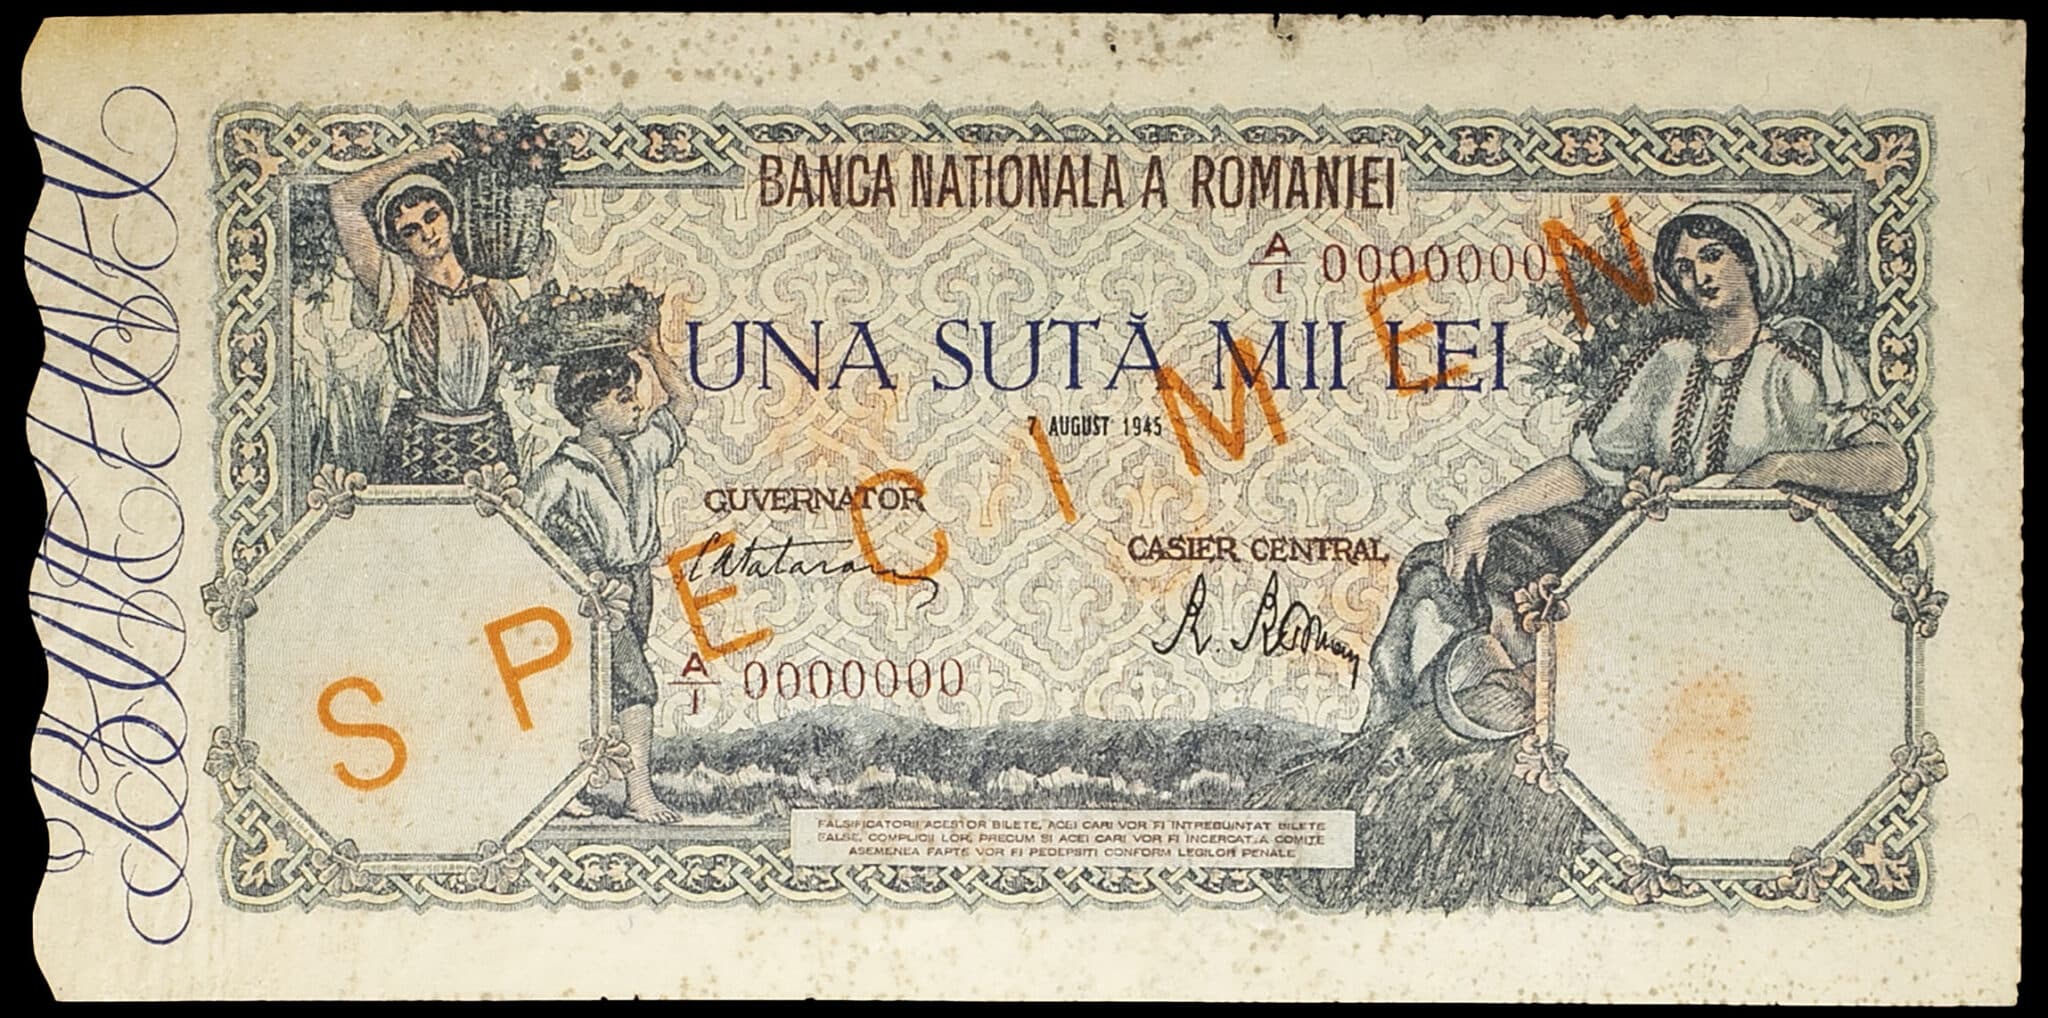 BANCA NATIONALA A ROMANIEI
A/1 0000000
UNA SUTĂ MII LEI
7 AUGUST 1945
SPECIMEN
GUVERNATOR
CASIER CENTRAL
A/1 0000000
FALSIFICATORII ACESTOR BILETE, ACEI CARI VOR FI INTREBUINTAT BILETE
FALSE, COMPLICII LOR, PRECUM SI ACEI CARI VOR FI INCERCAT A COMITE
ASEMENEA FAPTE VOR FI PEDEPSITI CONFORM LEGILOR PENALE